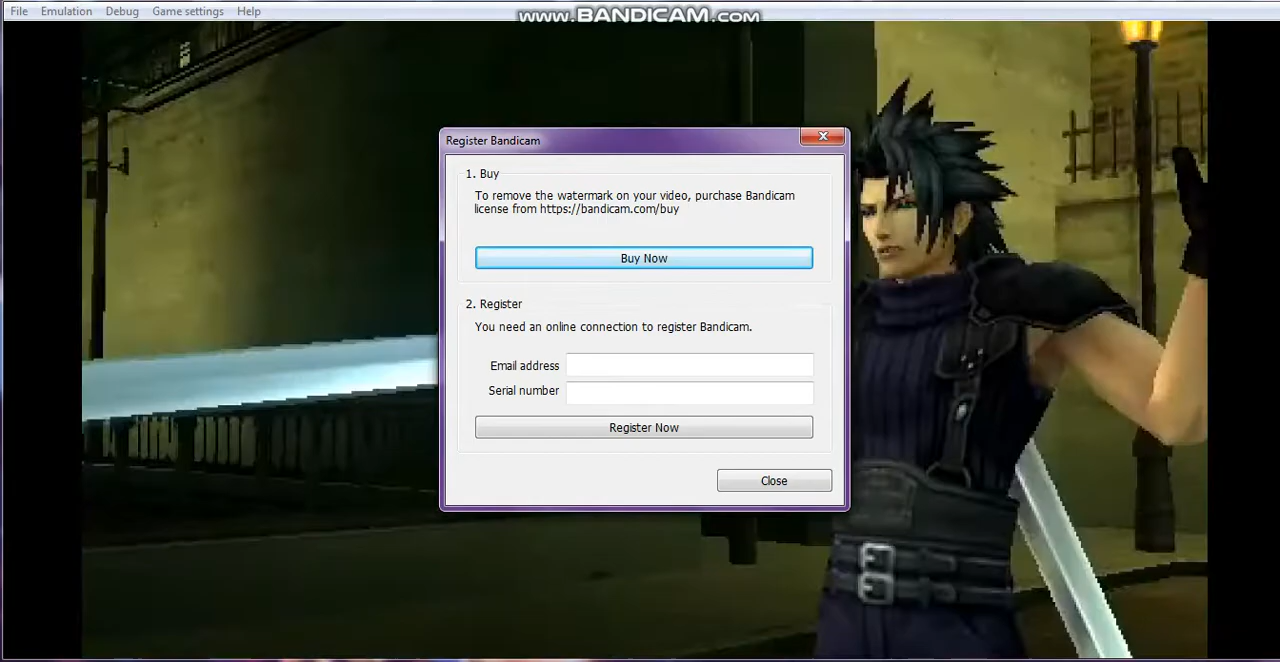 File Emulation Debug Game settings Help
www.BANDICAM.com
Register Bandicam
1. Buy
To remove the watermark on your video, purchase Bandicam
license from https://bandicam.com/buy
Buy Now
2. Register
You need an online connection to register Bandicam.
Email address
Serial number
Register Now
Close